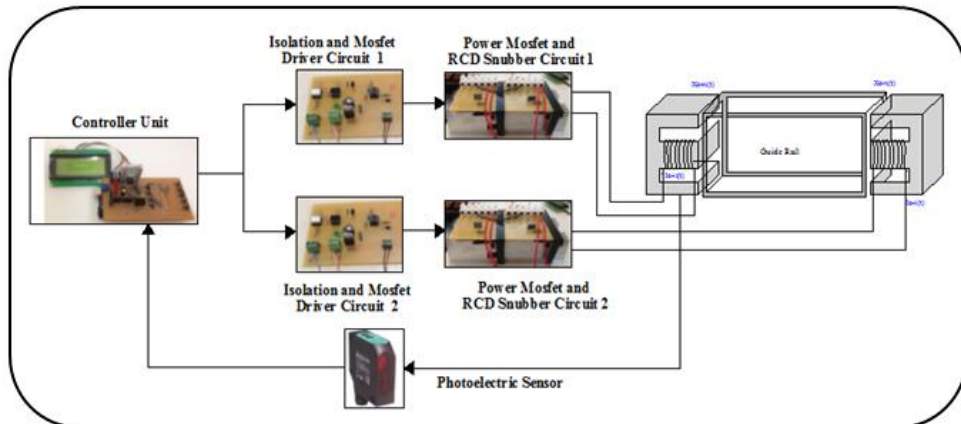 Isolation and Mosfet
Driver Circuit 1
Power Mosfet and
RCD Snubber Circuit 1
Controller Unit
Guide Rail
Isolation and Mosfet
Driver Circuit 2
Power Mosfet and
RCD Snubber Circuit 2
Photoelectric Sensor